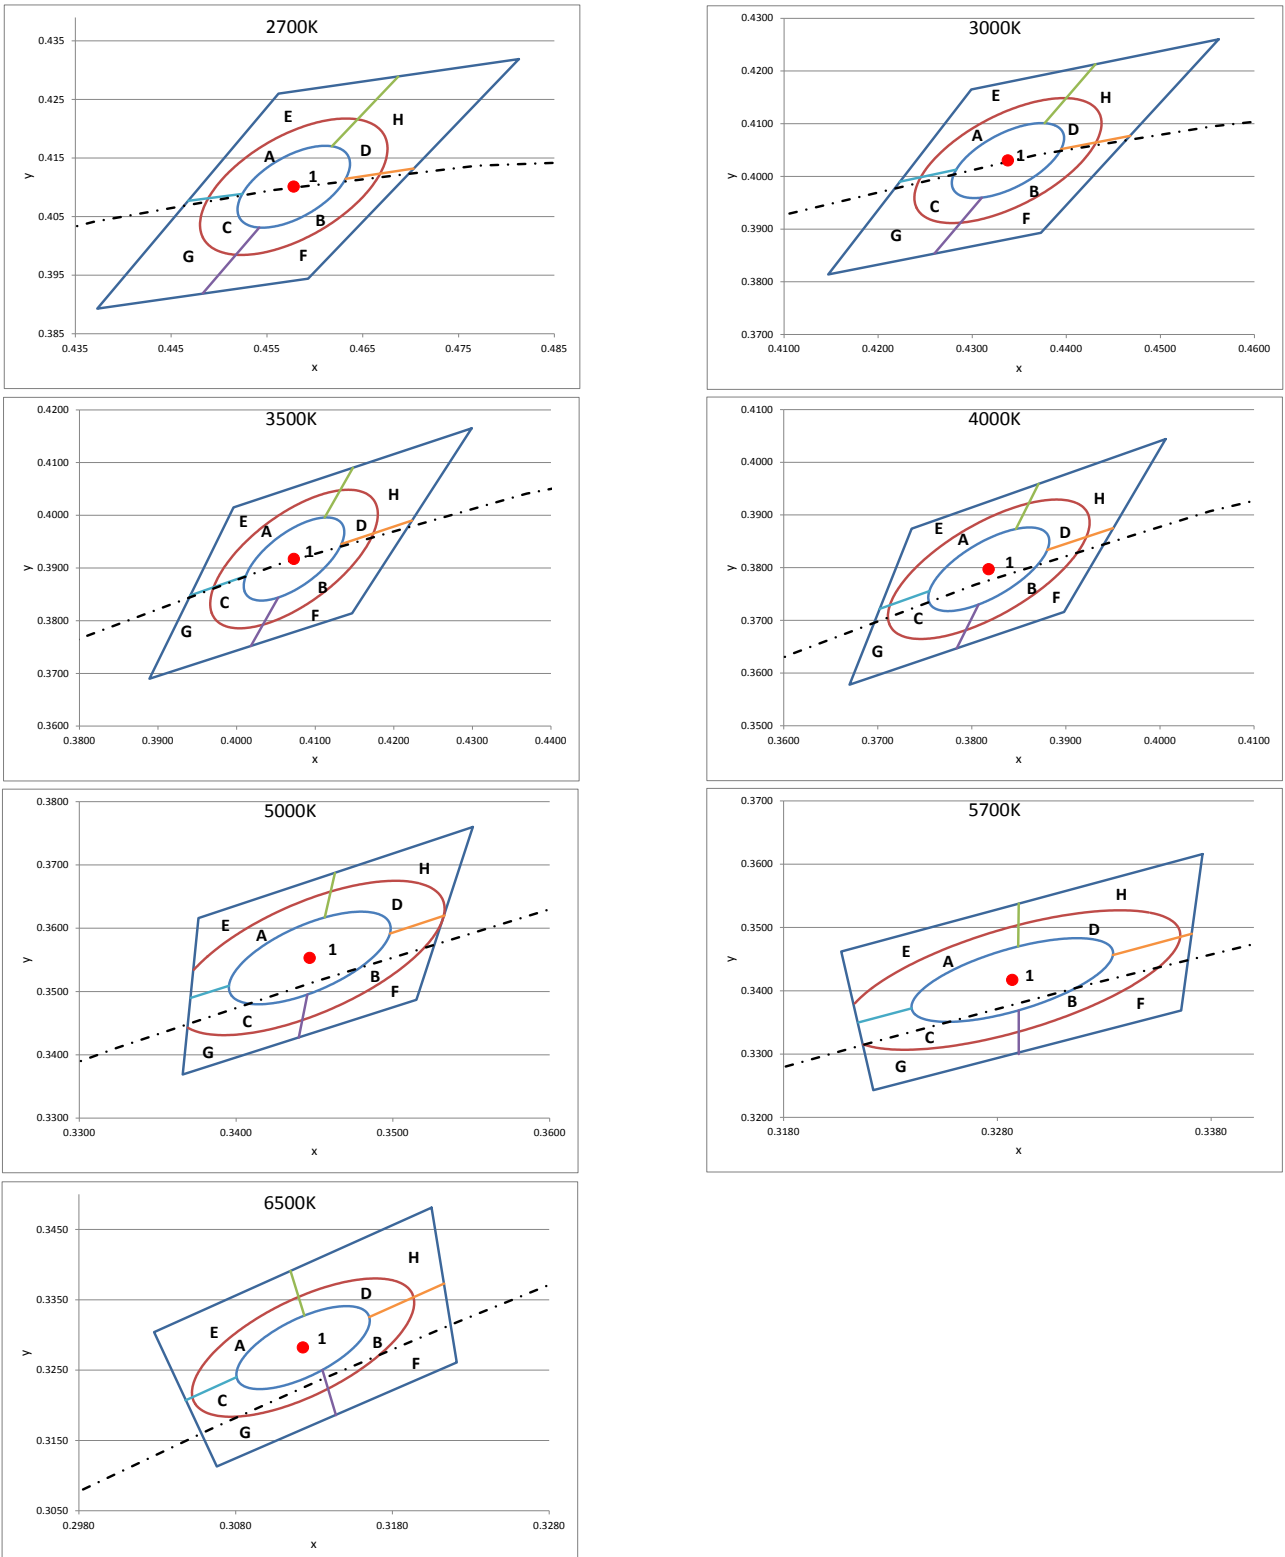 2700K
0.435
0.425
0.415
0.405
0.395
0.385
y
E
H
A
D
1
B
C
G
F
0.435 0.445 0.455 0.465 0.475 0.485
x
3000K
0.4300
0.4200
0.4100
0.4000
0.3900
0.3800
0.3700
y
E
H
A
D
1
B
C
F
G
0.4100 0.4200 0.4300 0.4400 0.4500 0.4600
x
3500K
0.4200
0.4100
0.4000
0.3900
0.3800
0.3700
0.3600
y
H
E
A
D
1
B
C
F
G
0.3800 0.3900 0.4000 0.4100 0.4200 0.4300 0.4400
x
4000K
0.4100
0.4000
0.3900
0.3800
0.3700
0.3600
0.3500
y
H
E
A
D
1
B
F
C
G
0.3600 0.3700 0.3800 0.3900 0.4000 0.4100
x
5000K
0.3800
0.3700
0.3600
0.3500
0.3400
0.3300
y
H
D
E
A
1
B
F
C
G
0.3300 0.3400 0.3500 0.3600
x
5700K
0.3700
0.3600
0.3500
0.3400
0.3300
0.3200
y
H
D
E
A
1
B
F
C
G
0.3180 0.3280 0.3380
x
6500K
0.3450
0.3350
0.3250
0.3150
0.3050
y
H
D
E
A
1
B
F
C
G
0.2980 0.3080 0.3180 0.3280
x